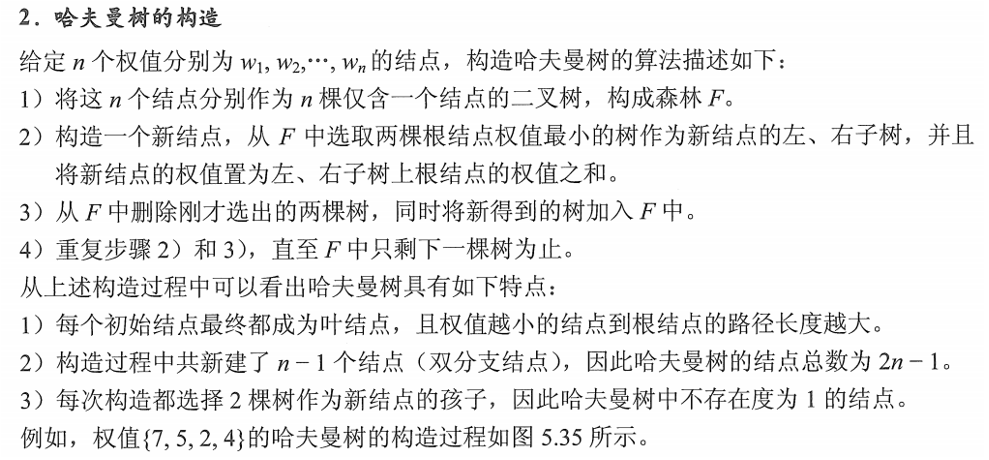 2. 哈夫曼树的构造
给定 n 个权值分别为 w₁, w₂,…, wₙ 的结点，构造哈夫曼树的算法描述如下：
1）将这 n 个结点分别作为 n 棵仅含一个结点的二叉树，构成森林 F。
2）构造一个新结点，从 F 中选取两棵根结点权值最小的树作为新结点的左、右子树，并且
将新结点的权值置为左、右子树上根结点的权值之和。
3）从 F 中删除刚才选出的两棵树，同时将新得到的树加入 F 中。
4）重复步骤 2）和 3），直至 F 中只剩下一棵树为止。
从上述构造过程中可以看出哈夫曼树具有如下特点：
1）每个初始结点最终都成为叶结点，且权值越小的结点到根结点的路径长度越大。
2）构造过程中共新建了 n − 1 个结点（双分支结点），因此哈夫曼树的结点总数为 2n − 1。
3）每次构造都选择 2 棵树作为新结点的孩子，因此哈夫曼树中不存在度为 1 的结点。
例如，权值{7, 5, 2, 4}的哈夫曼树的构造过程如图 5.35 所示。